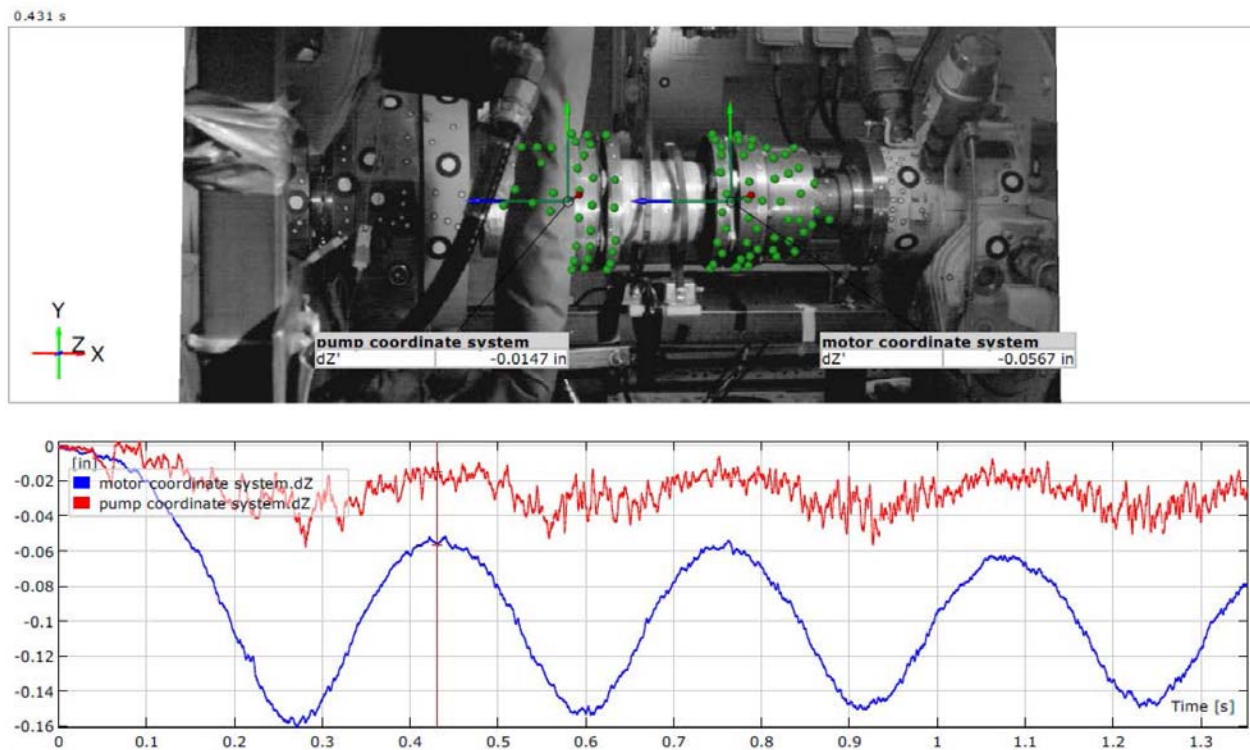 0.431 s
Y
Z
X
pump coordinate system
dZ' -0.0147 in
motor coordinate system
dZ' -0.0567 in
[in]
motor coordinate system.dZ
pump coordinate system.dZ
0
-0.02
-0.04
-0.06
-0.08
-0.1
-0.12
-0.14
-0.16
Time [s]
0 0.1 0.2 0.3 0.4 0.5 0.6 0.7 0.8 0.9 1 1.1 1.2 1.3